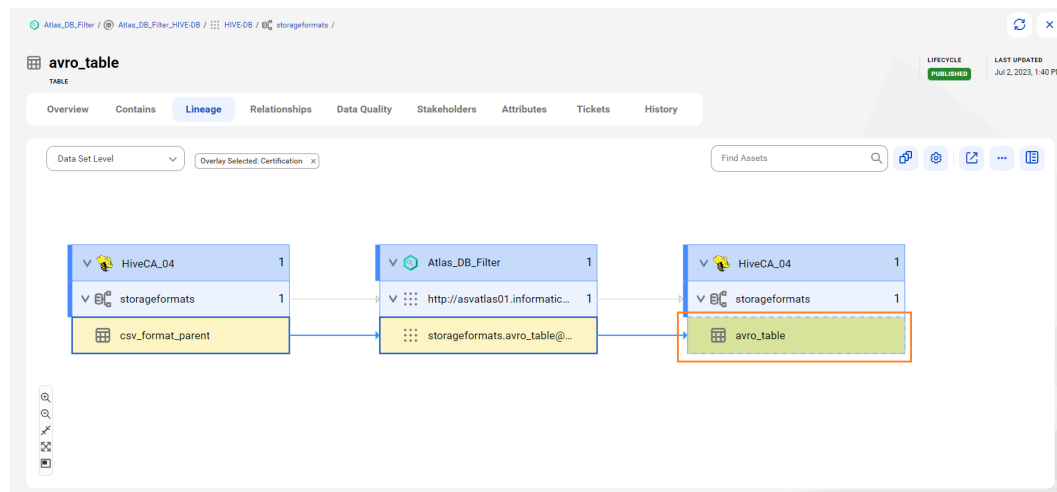 Atlas_DB_Filter / Atlas_DB_Filter_HIVE-DB / HIVE-DB / storageformats /
avro_table
TABLE
LIFECYCLE
PUBLISHED
LAST UPDATED
Jul 2, 2023, 1:40 P
Overview Contains Lineage Relationships Data Quality Stakeholders Attributes Tickets History
Data Set Level
Overlay Selected: Certification ×
Find Assets
HiveCA_04 1
storageformats 1
csv_format_parent
Atlas_DB_Filter 1
http://asvatlas01.informatic... 1
storageformats.avro_table@...
HiveCA_04 1
storageformats 1
avro_table